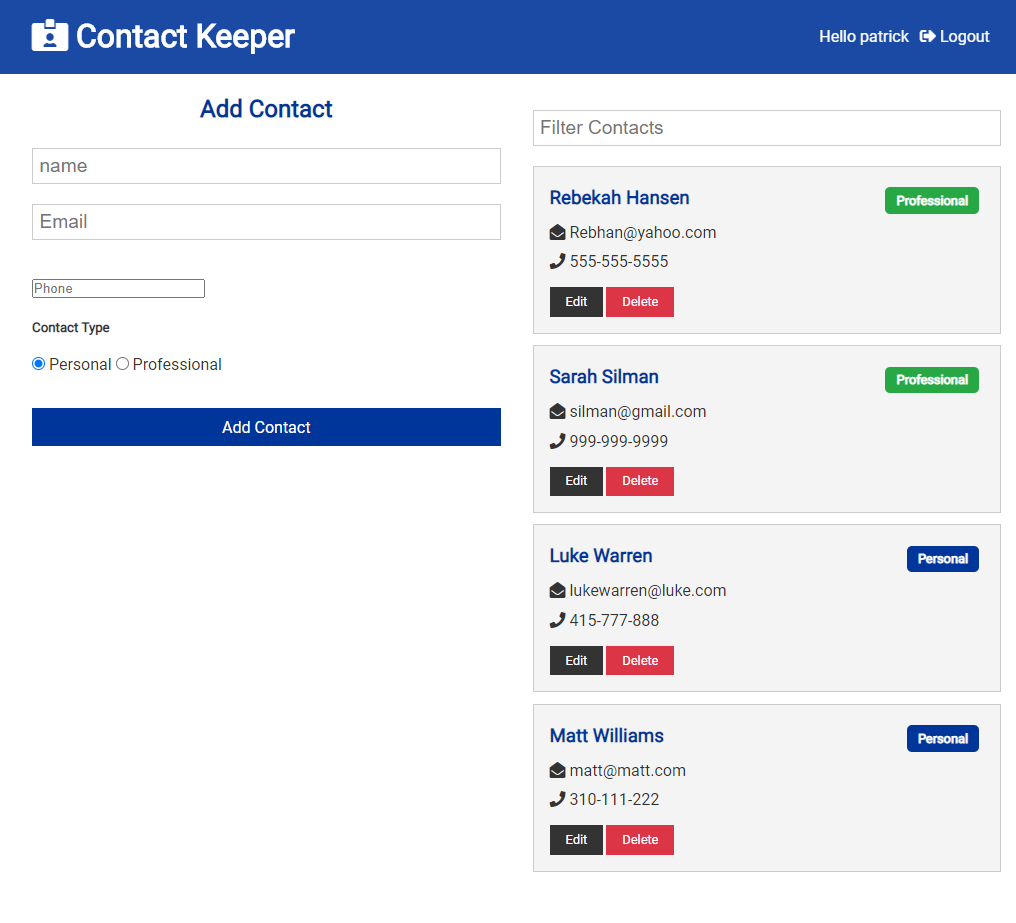 Contact Keeper
Hello patrick Logout
Add Contact
name
Email
Phone
Contact Type
Personal Professional
Add Contact
Filter Contacts
Rebekah Hansen
Professional
Rebhan@yahoo.com
555-555-5555
Edit Delete
Sarah Silman
Professional
silman@gmail.com
999-999-9999
Edit Delete
Luke Warren
Personal
lukewarren@luke.com
415-777-888
Edit Delete
Matt Williams
Personal
matt@matt.com
310-111-222
Edit Delete